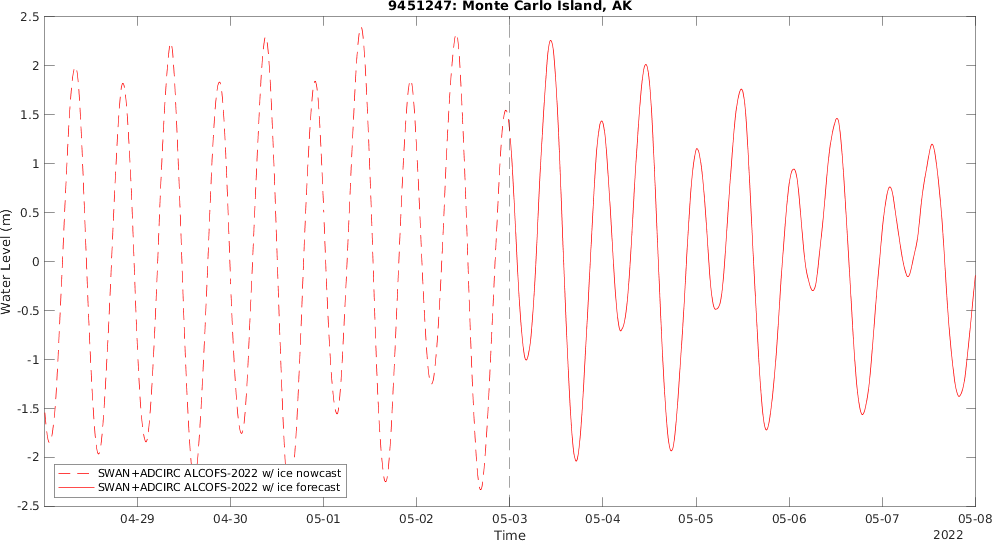 9451247: Monte Carlo Island, AK
2.5
2
1.5
1
0.5
0
-0.5
-1
-1.5
-2
-2.5
Water Level (m)
SWAN+ADCIRC ALCOFS-2022 w/ ice nowcast
SWAN+ADCIRC ALCOFS-2022 w/ ice forecast
04-29 04-30 05-01 05-02 05-03 05-04 05-05 05-06 05-07 05-08
Time
2022